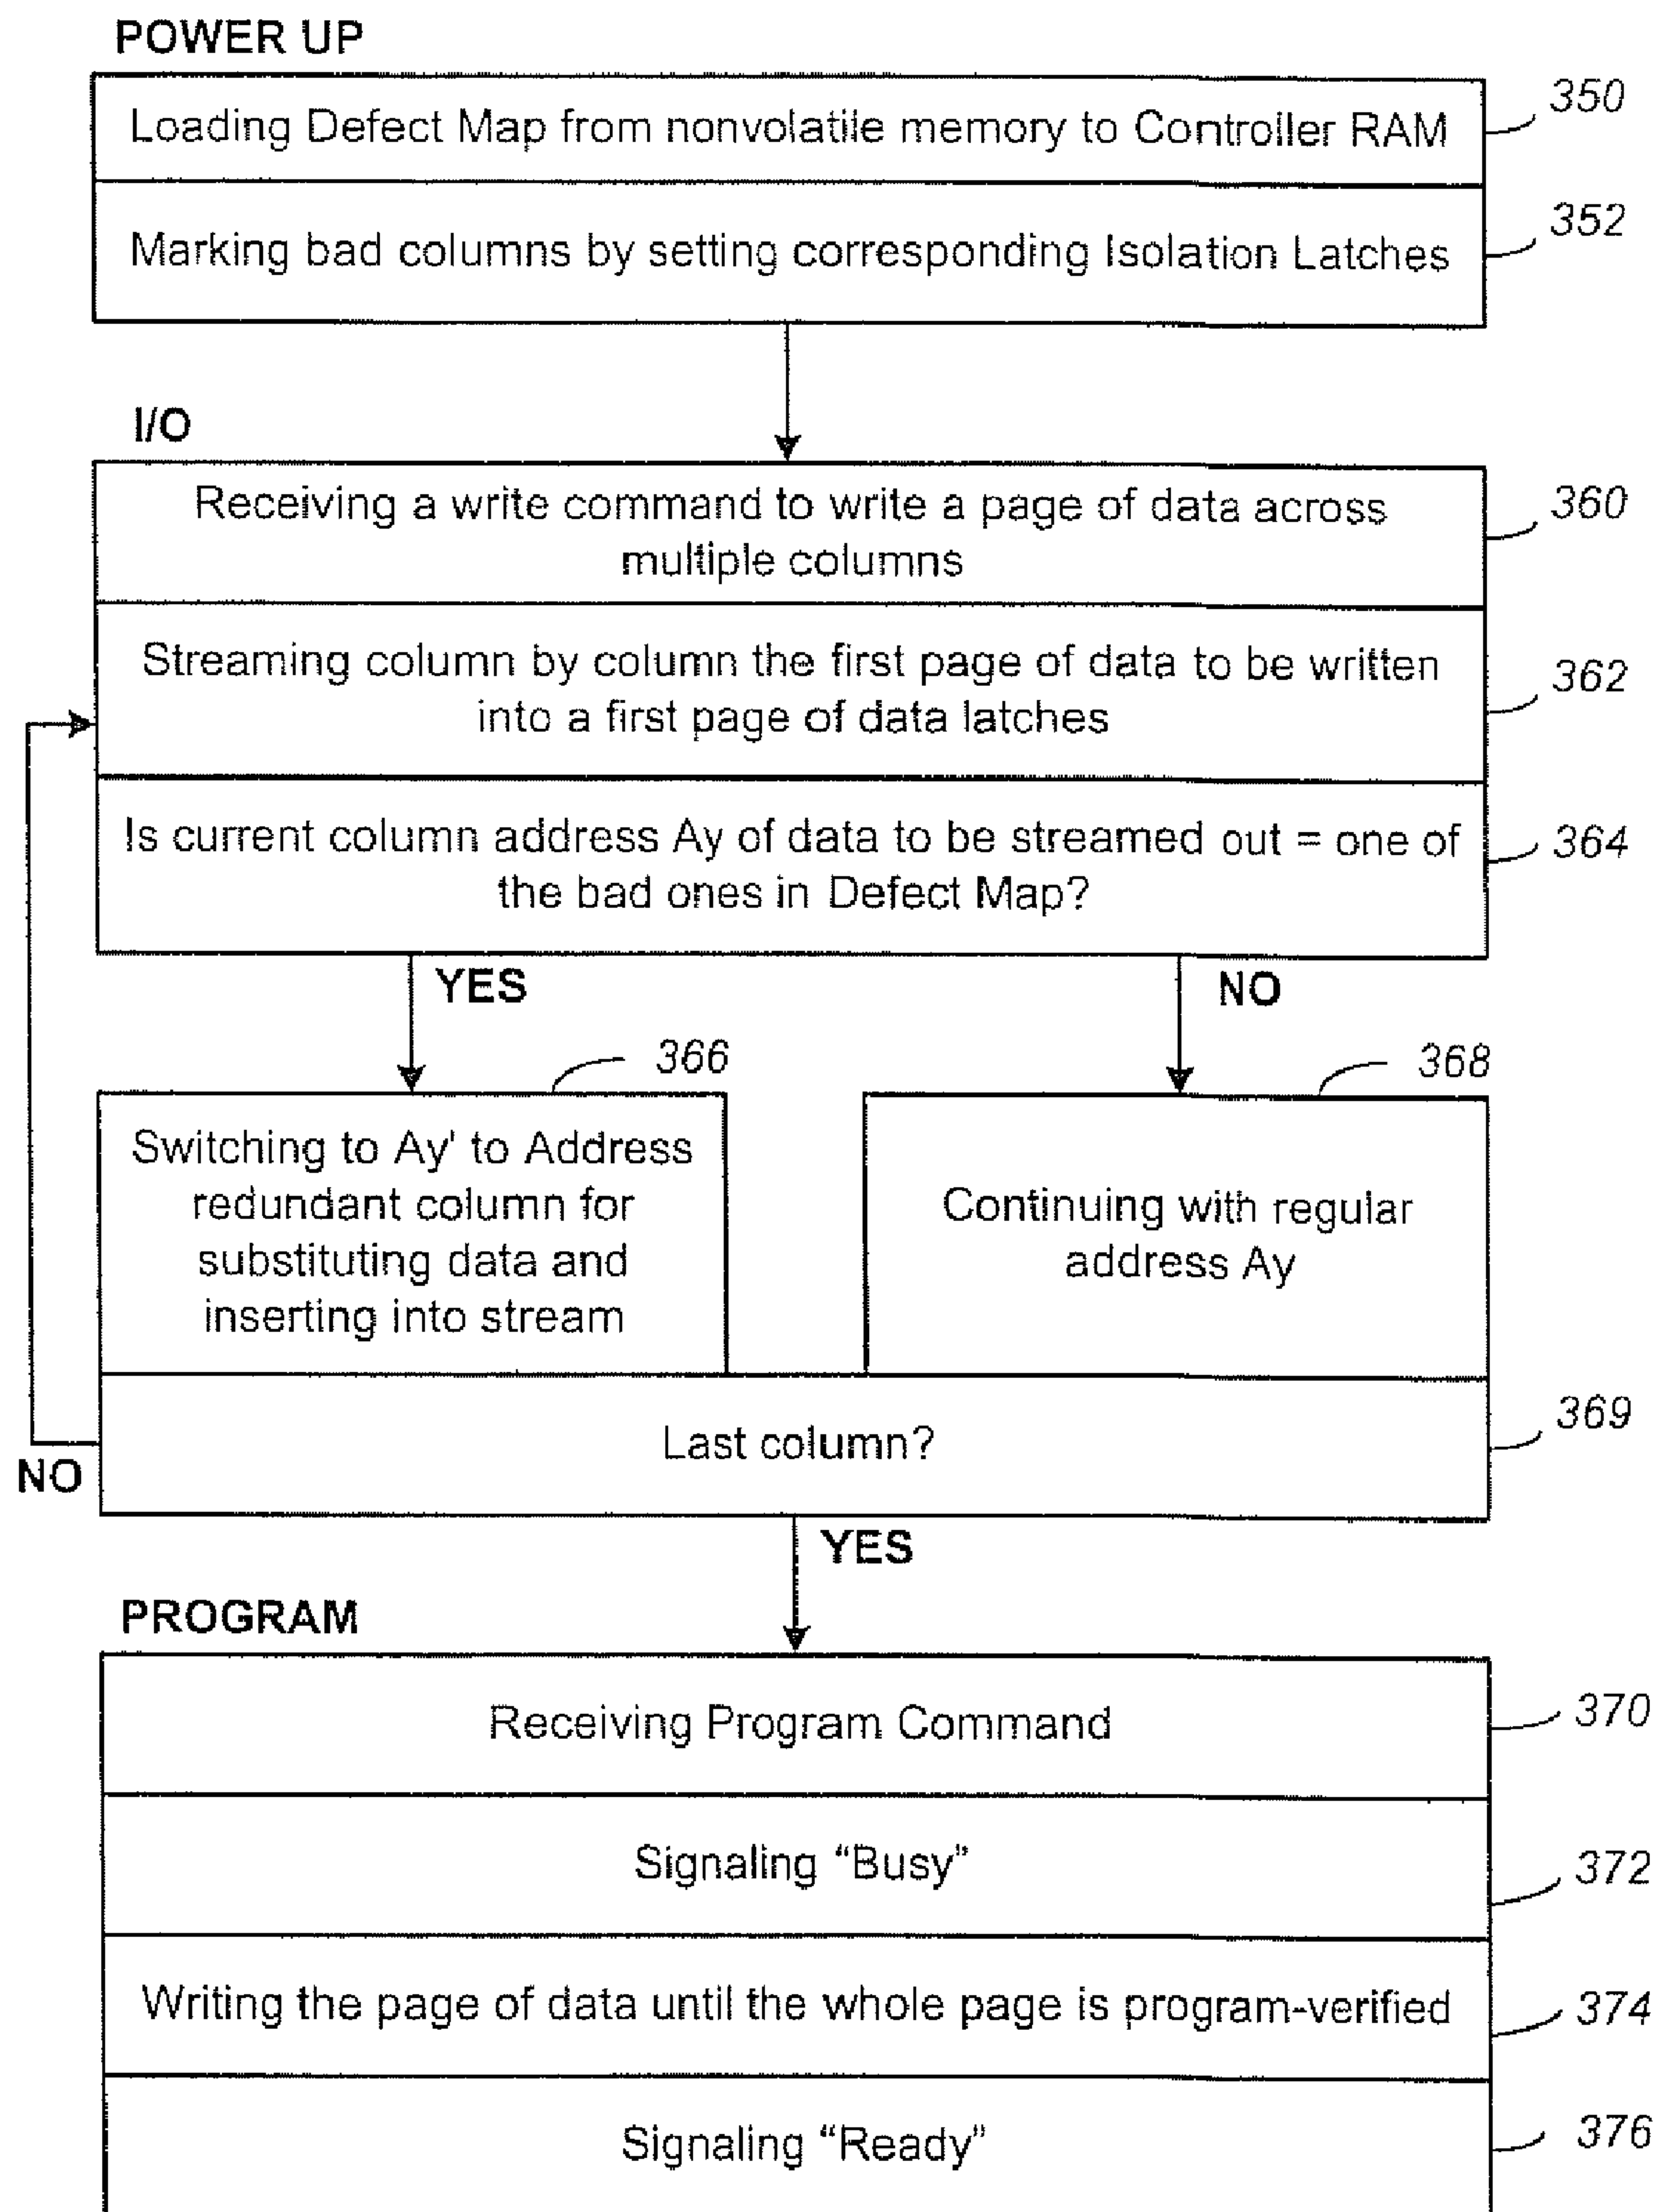 POWER UP
Loading Defect Map from nonvolatile memory to Controller RAM
350
Marking bad columns by setting corresponding Isolation Latches
352
I/O
Receiving a write command to write a page of data across
multiple columns
360
Streaming column by column the first page of data to be written
into a first page of data latches
362
Is current column address Ay of data to be streamed out = one of
the bad ones in Defect Map?
364
YES
NO
366
368
Switching to Ay' to Address
redundant column for
substituting data and
inserting into stream
Continuing with regular
address Ay
Last column?
369
NO
YES
PROGRAM
Receiving Program Command
370
Signaling “Busy”
372
Writing the page of data until the whole page is program-verified
374
Signaling “Ready”
376